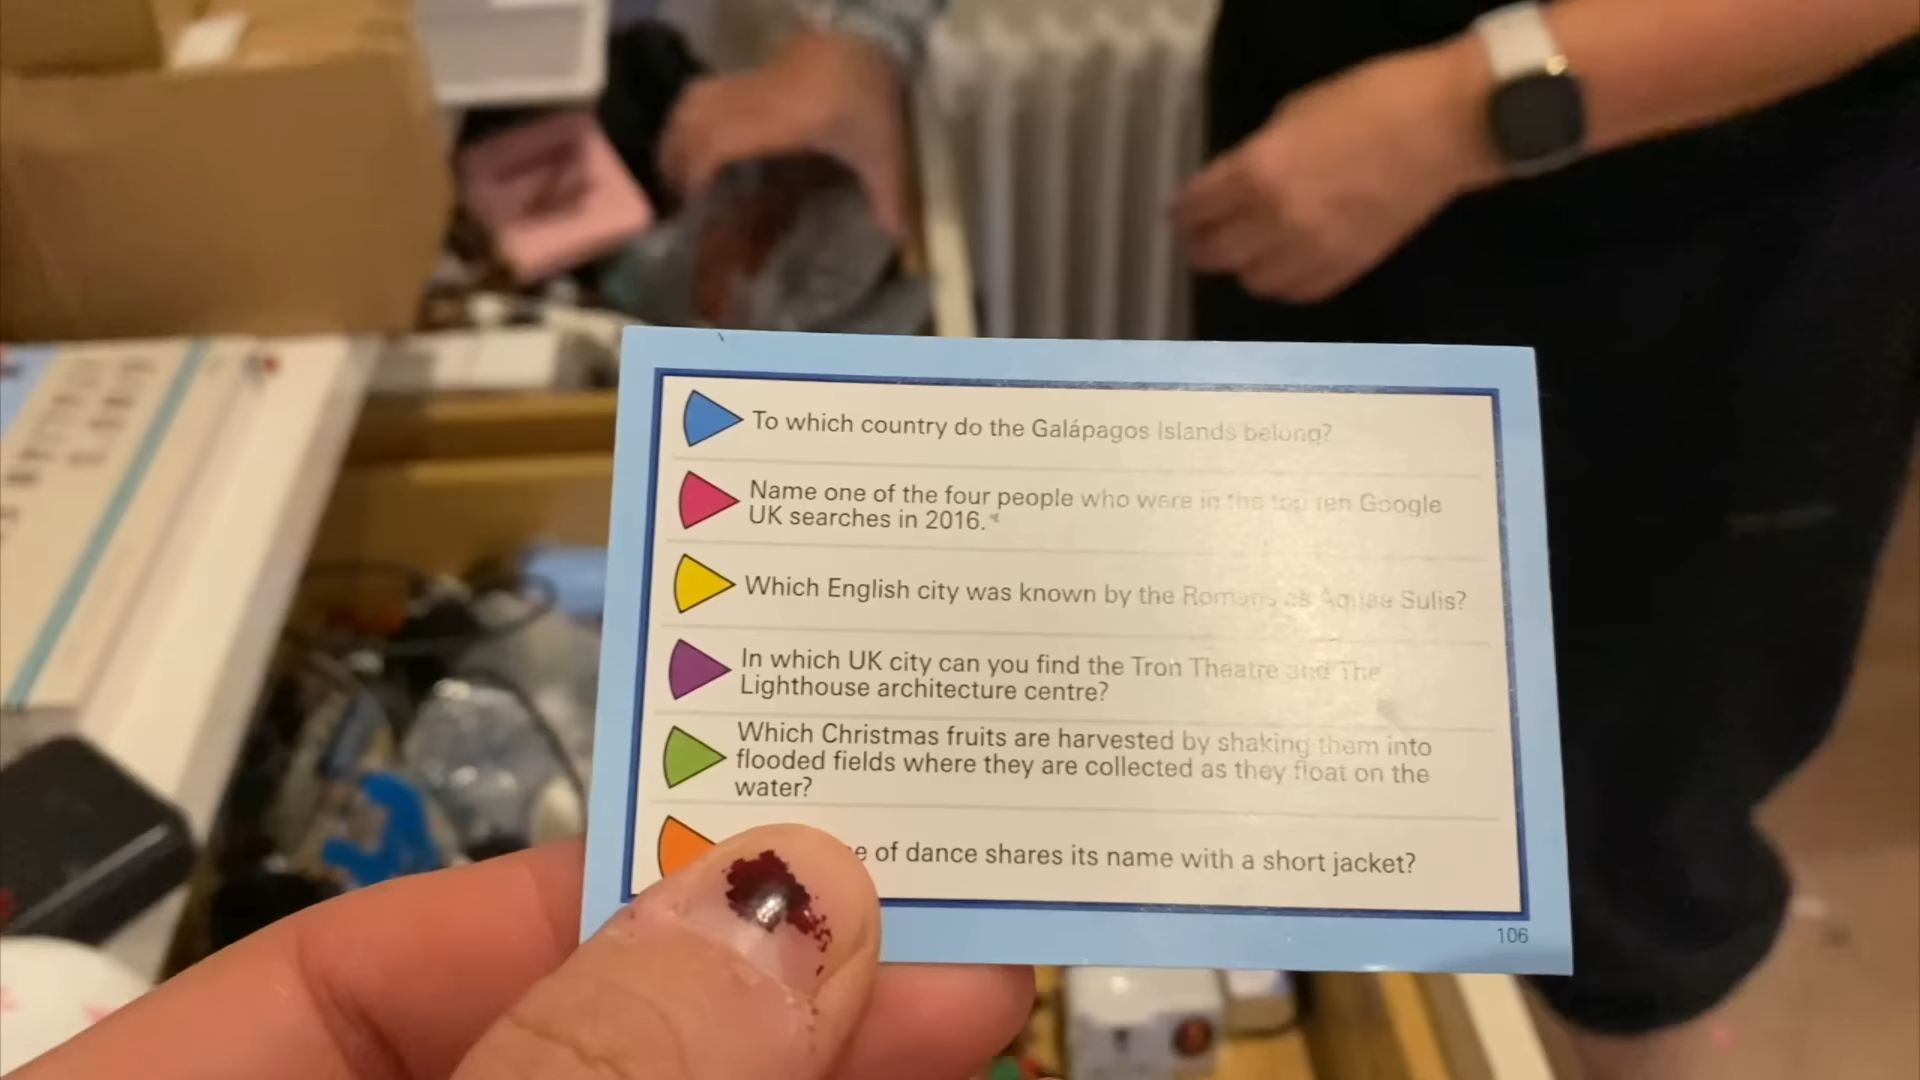 To which country do the Galápagos Islands belong?
Name one of the four people who were in the top ten Google
UK searches in 2016.
Which English city was known by the Romans as Aquae Sulis?
In which UK city can you find the Tron Theatre and The
Lighthouse architecture centre?
Which Christmas fruits are harvested by shaking them into
flooded fields where they are collected as they float on the
water?
of dance shares its name with a short jacket?
106